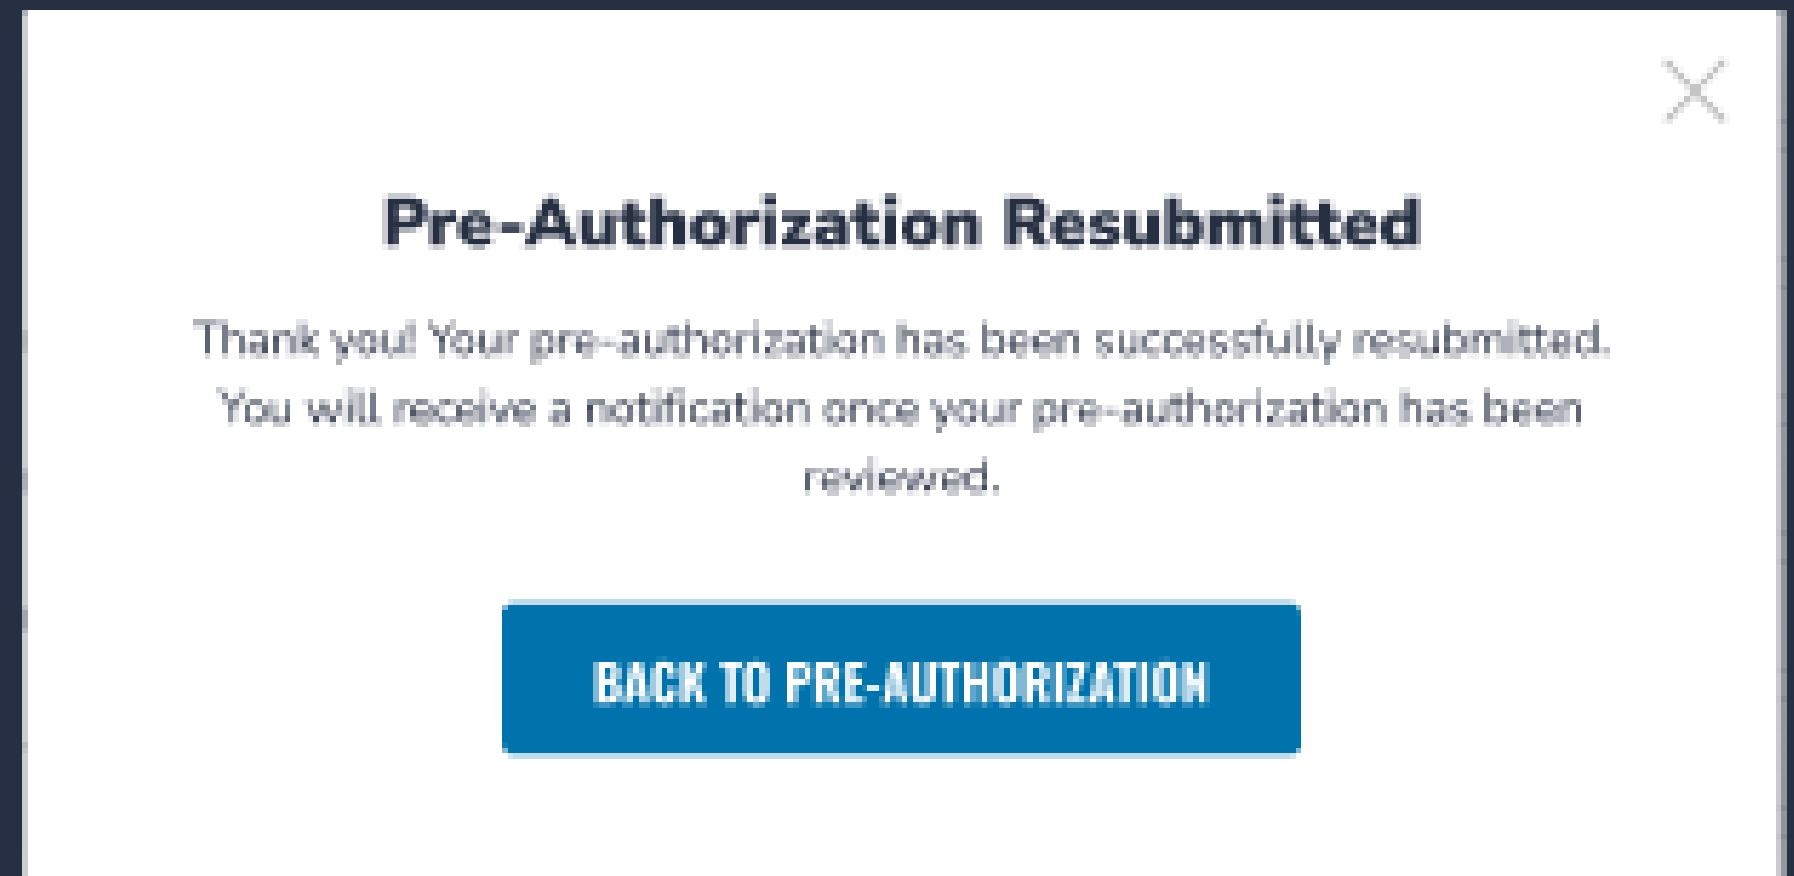 Pre-Authorization Resubmitted
Thank you! Your pre-authorization has been successfully resubmitted.
You will receive a notification once your pre-authorization has been
reviewed.
BACK TO PRE-AUTHORIZATION